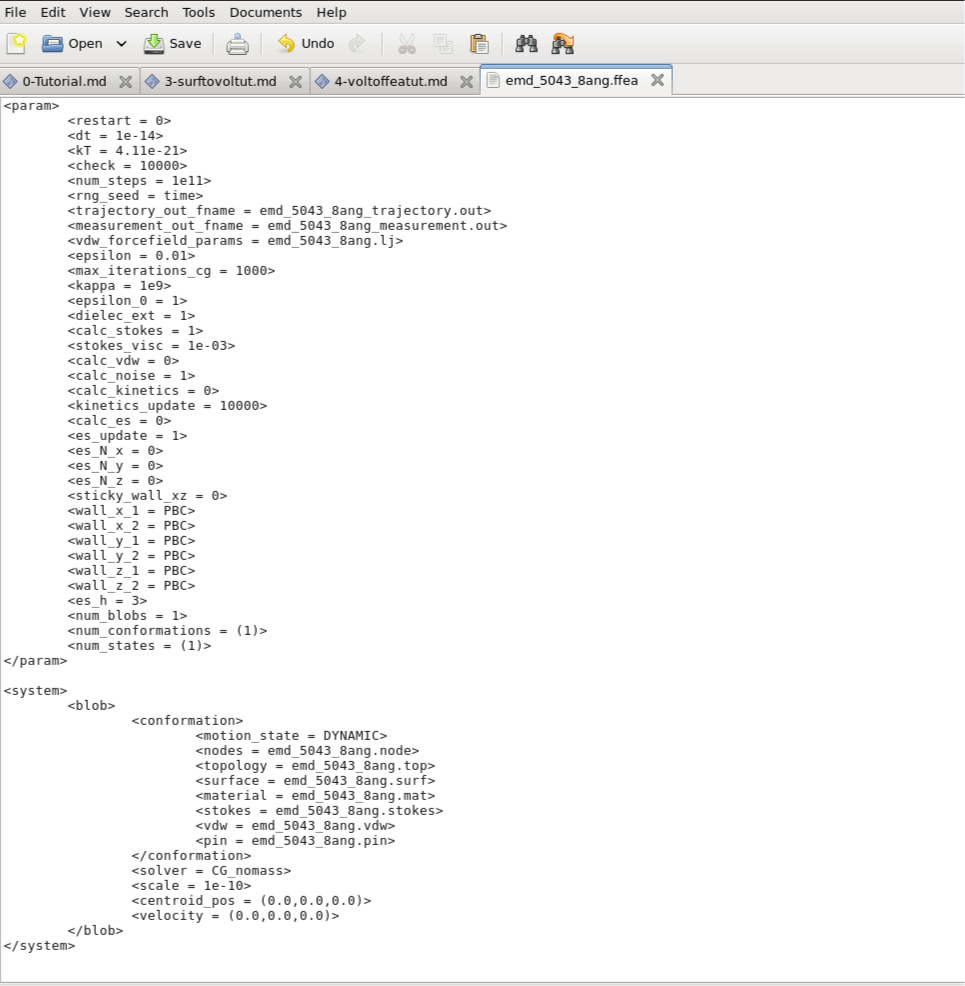 File Edit View Search Tools Documents Help
Open Save Undo
0-Tutorial.md 3-surftovoltut.md 4-voltoffeatut.md emd_5043_8ang.ffea
<param>
<restart = 0>
<dt = 1e-14>
<kT = 4.11e-21>
<check = 10000>
<num_steps = 1e11>
<rng_seed = time>
<trajectory_out_fname = emd_5043_8ang_trajectory.out>
<measurement_out_fname = emd_5043_8ang_measurement.out>
<vdw_forcefield_params = emd_5043_8ang.lj>
<epsilon = 0.01>
<max_iterations_cg = 1000>
<kappa = 1e9>
<epsilon_0 = 1>
<dielec_ext = 1>
<calc_stokes = 1>
<stokes_visc = 1e-03>
<calc_vdw = 0>
<calc_noise = 1>
<calc_kinetics = 0>
<kinetics_update = 10000>
<calc_es = 0>
<es_update = 1>
<es_N_x = 0>
<es_N_y = 0>
<es_N_z = 0>
<sticky_wall_xz = 0>
<wall_x_1 = PBC>
<wall_x_2 = PBC>
<wall_y_1 = PBC>
<wall_y_2 = PBC>
<wall_z_1 = PBC>
<wall_z_2 = PBC>
<es_h = 3>
<num_blobs = 1>
<num_conformations = (1)>
<num_states = (1)>
</param>
<system>
<blob>
<conformation>
<motion_state = DYNAMIC>
<nodes = emd_5043_8ang.node>
<topology = emd_5043_8ang.top>
<surface = emd_5043_8ang.surf>
<material = emd_5043_8ang.mat>
<stokes = emd_5043_8ang.stokes>
<vdw = emd_5043_8ang.vdw>
<pin = emd_5043_8ang.pin>
</conformation>
<solver = CG_nomass>
<scale = 1e-10>
<centroid_pos = (0.0,0.0,0.0)>
<velocity = (0.0,0.0,0.0)>
</blob>
</system>